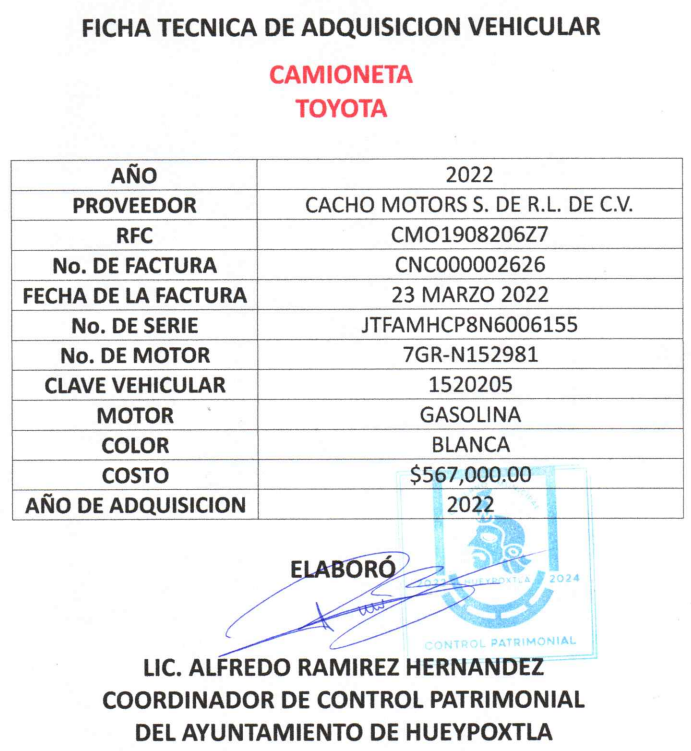 FICHA TECNICA DE ADQUISICION VEHICULAR
CAMIONETA
TOYOTA
AÑO 2022
PROVEEDOR CACHO MOTORS S. DE R.L. DE C.V.
RFC CMO1908206Z7
No. DE FACTURA CNC000002626
FECHA DE LA FACTURA 23 MARZO 2022
No. DE SERIE JTFAMHCP8N6006155
No. DE MOTOR 7GR-N152981
CLAVE VEHICULAR 1520205
MOTOR GASOLINA
COLOR BLANCA
COSTO $567,000.00
AÑO DE ADQUISICION 2022
ELABORÓ
2022 HUEYPOXTLA 2024
CONTROL PATRIMONIAL
LIC. ALFREDO RAMIREZ HERNANDEZ
COORDINADOR DE CONTROL PATRIMONIAL
DEL AYUNTAMIENTO DE HUEYPOXTLA